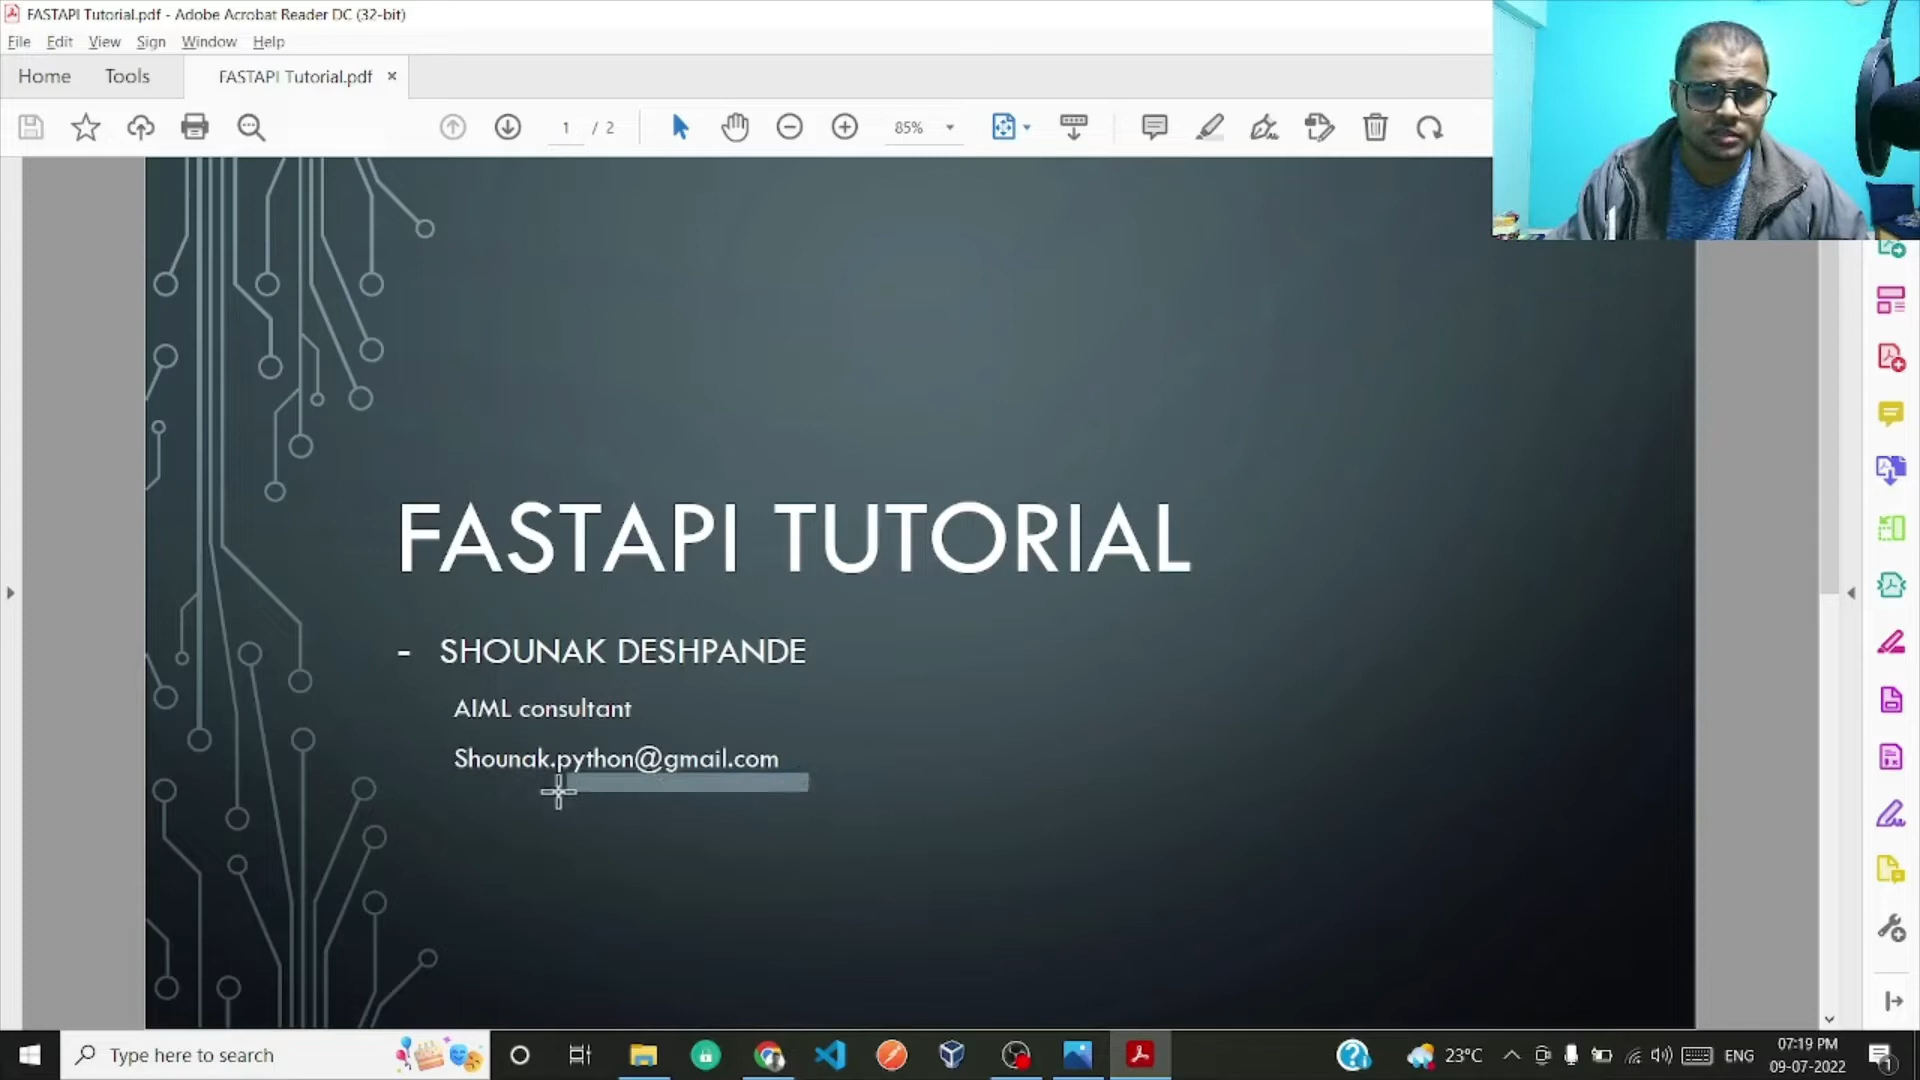 FASTAPI Tutorial.pdf - Adobe Acrobat Reader DC (32-bit)
File Edit View Sign Window Help
Home Tools FASTAPI Tutorial.pdf ×
1 / 2 85%
FASTAPI TUTORIAL
- SHOUNAK DESHPANDE
AIML consultant
Shounak.python@gmail.com
Type here to search
23°C
ENG
07:19 PM
09-07-2022
1